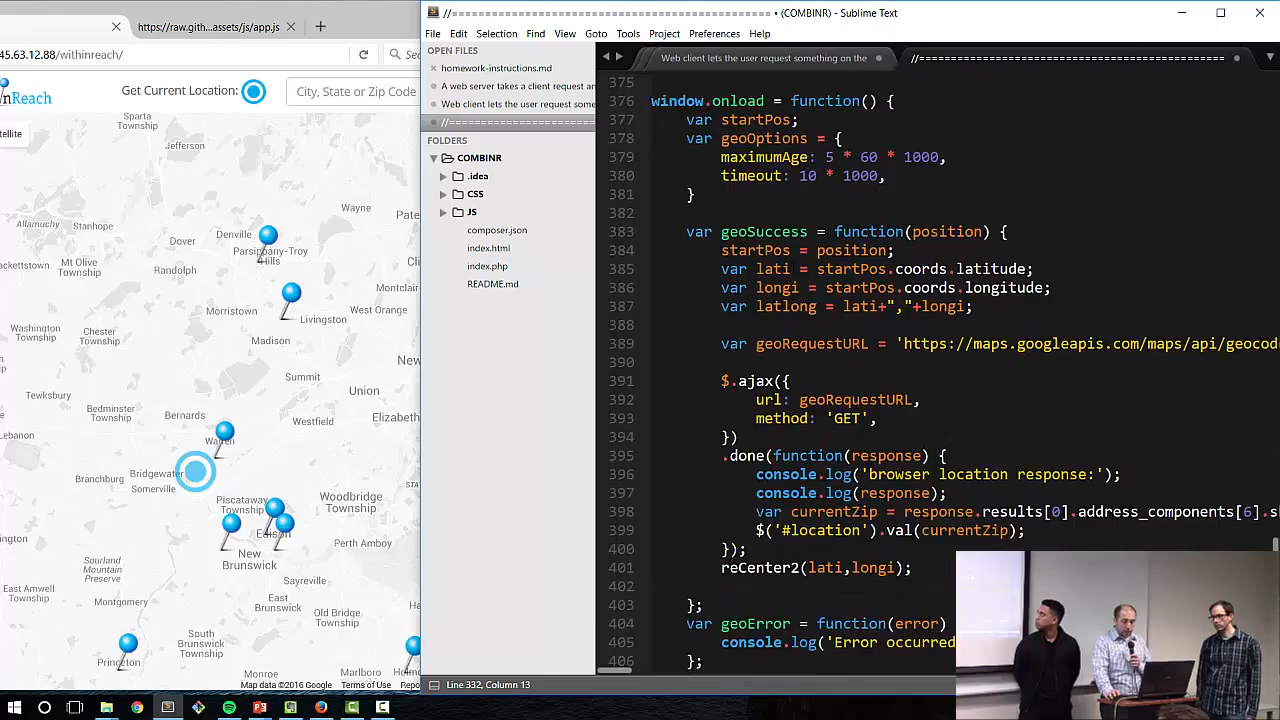 //======================================== • (COMBINR) - Sublime Text
https://raw.gith...assets/js/app.js
File Edit Selection Find View Goto Tools Project Preferences Help
45.63.12.88/withinreach/
OPEN FILES
homework-instructions.md
A web server takes a client request an
Web client lets the user request some
Web client lets the user request something on the
FOLDERS
COMBINR
.idea
CSS
JS
composer.json
index.html
index.php
README.md
nReach
Get Current Location:
City, State or Zip Code
tellite
Sparta Township
Jefferson
Allamuchy
Stanhope
Wayne
Pate
Dover
Denville
Parsippany-Troy Hills
ackettstown
Mt Olive Township
Randolph
Montclair
Livingston
West Orange
Morristown
Washington Township
Chester Township
Madison
New
Summit
Union
Tewksbury
Bedminster Township
Bernards
Westfield
Elizabeth
Lebanon
Warren
Bridgewater
Branchburg
Somerville
Piscataway Township
Woodbridge Township
Edison
Perth Amboy
New Brunswick
Sourland Mountain Preserve
Sayreville
East Amwell Township
East Brunswick
Montgomery
Old Bridge Township
South Brunswick Township
Princeton
Monroe
Marlboro
Map data ©2016 Google
Terms of Use
375
376 window.onload = function() {
377 var startPos;
378 var geoOptions = {
379 maximumAge: 5 * 60 * 1000,
380 timeout: 10 * 1000,
381 }
382
383 var geoSuccess = function(position) {
384 startPos = position;
385 var lati = startPos.coords.latitude;
386 var longi = startPos.coords.longitude;
387 var latlong = lati+","+longi;
388
389 var geoRequestURL = 'https://maps.googleapis.com/maps/api/geocod
390
391 $.ajax({
392 url: geoRequestURL,
393 method: 'GET',
394 })
395 .done(function(response) {
396 console.log('browser location response:');
397 console.log(response);
398 var currentZip = response.results[0].address_components[6].s
399 $('#location').val(currentZip);
400 });
401 reCenter2(lati,longi);
402
403 };
404 var geoError = function(error)
405 console.log('Error occurred
406 };
Line 332, Column 13